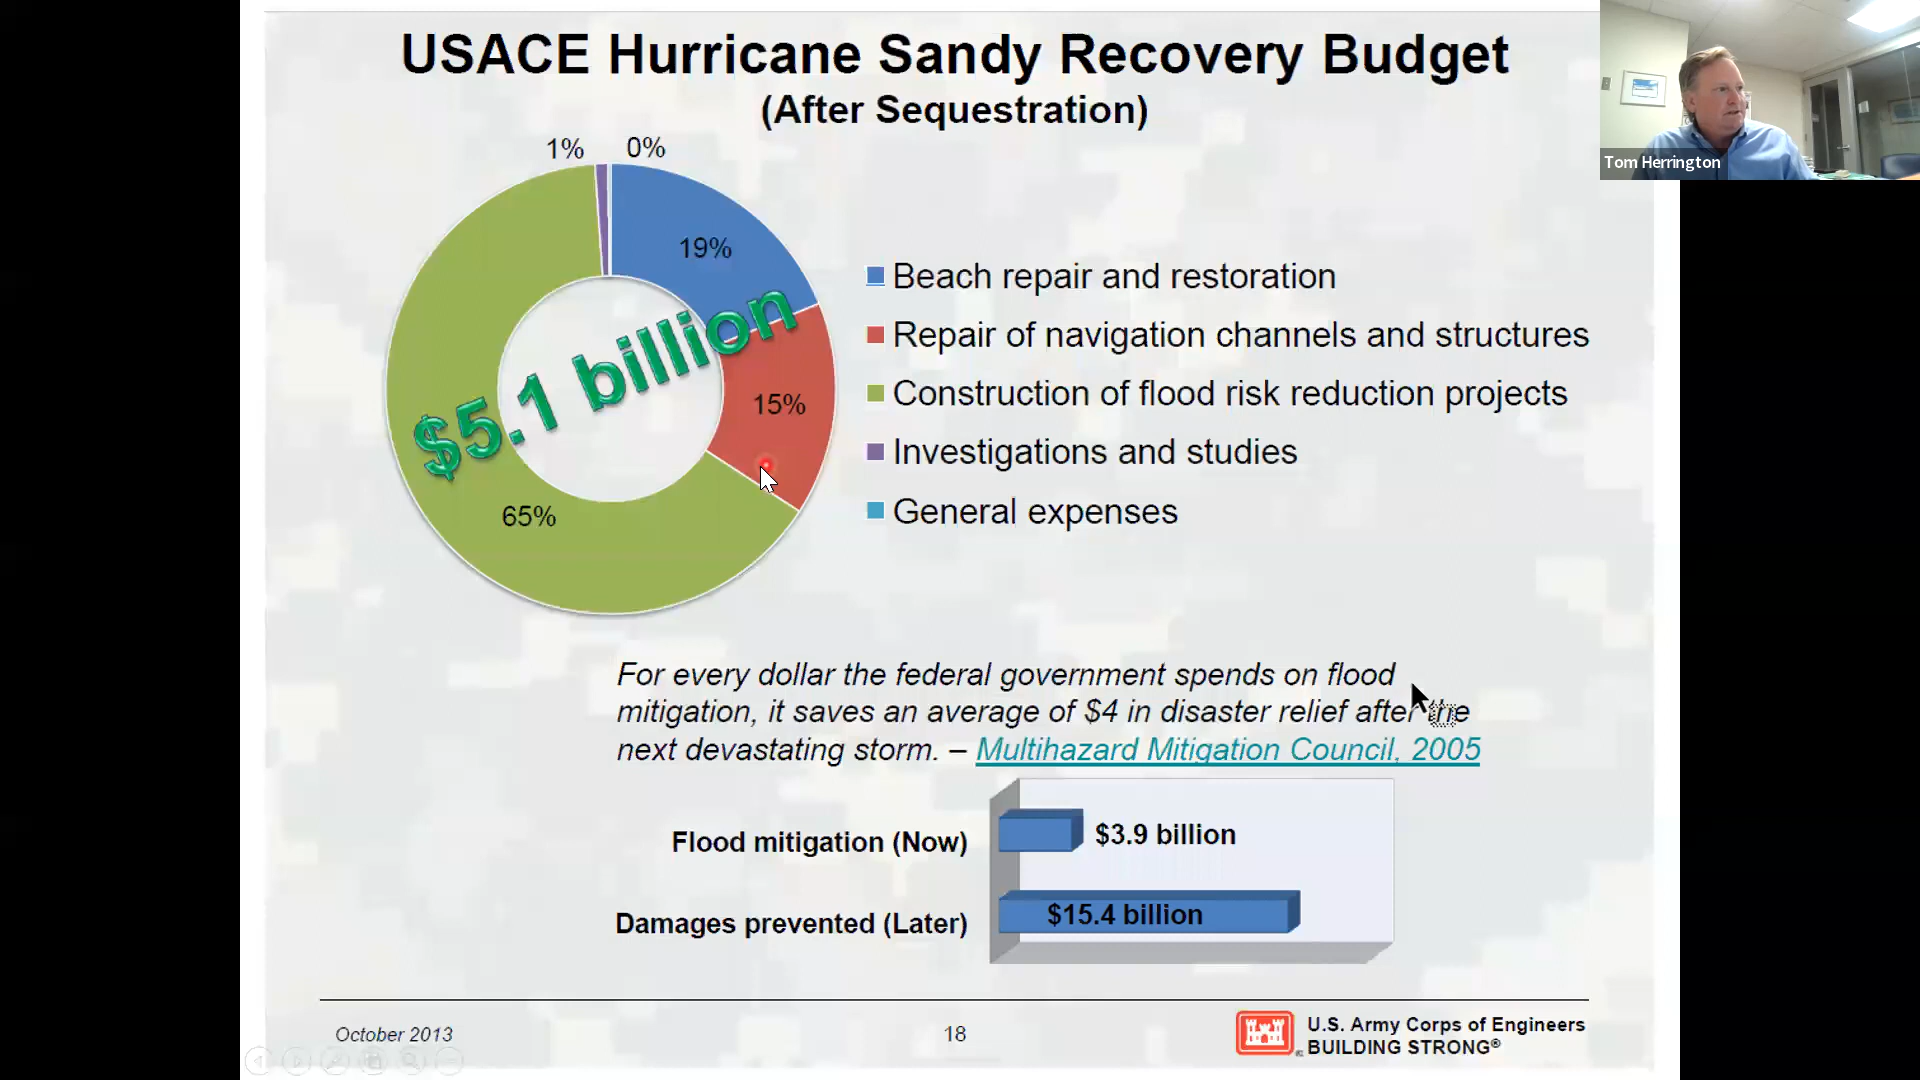 USACE Hurricane Sandy Recovery Budget
(After Sequestration)
Tom Herrington
1%
0%
19%
15%
65%
$5.1 billion
Beach repair and restoration
Repair of navigation channels and structures
Construction of flood risk reduction projects
Investigations and studies
General expenses
For every dollar the federal government spends on flood
mitigation, it saves an average of $4 in disaster relief after the
next devastating storm. – Multihazard Mitigation Council, 2005
Flood mitigation (Now)
$3.9 billion
Damages prevented (Later)
$15.4 billion
October 2013
18
U.S. Army Corps of Engineers
BUILDING STRONG®